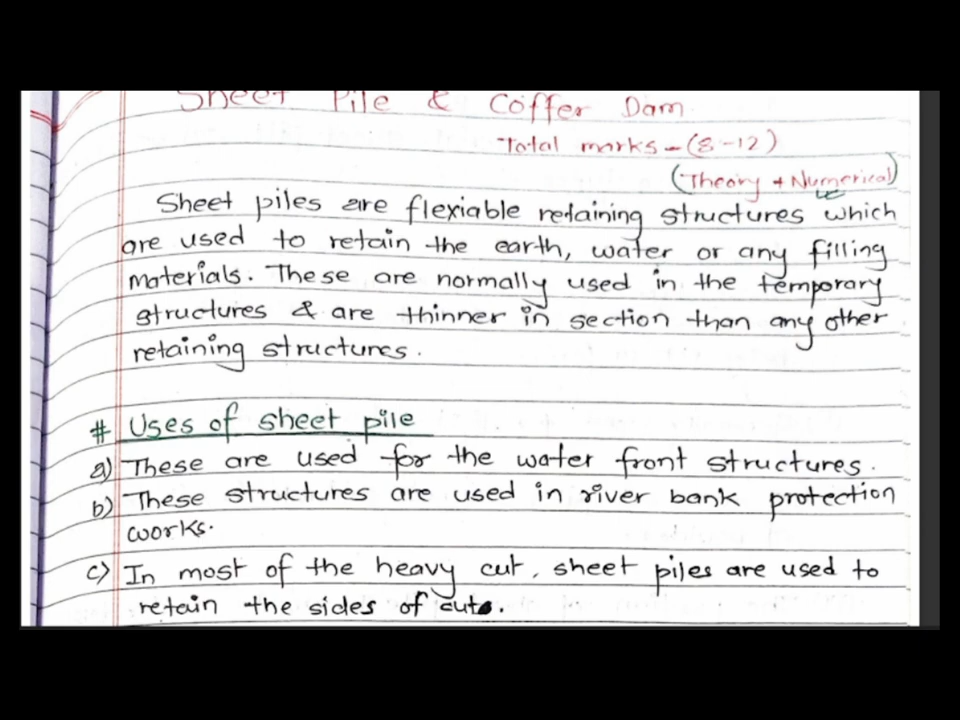 Sheet Pile & Coffer Dam
Total marks - (8-12)
(Theory + Numerical)
Sheet piles are flexiable retaining structures which
are used to retain the earth, water or any filling
materials. These are normally used in the temporary
structures & are thinner in section than any other
retaining structures.
# Uses of sheet pile
a) These are used for the water front structures.
b) These structures are used in river bank protection
works.
c) In most of the heavy cut, sheet piles are used to
retain the sides of cuts.